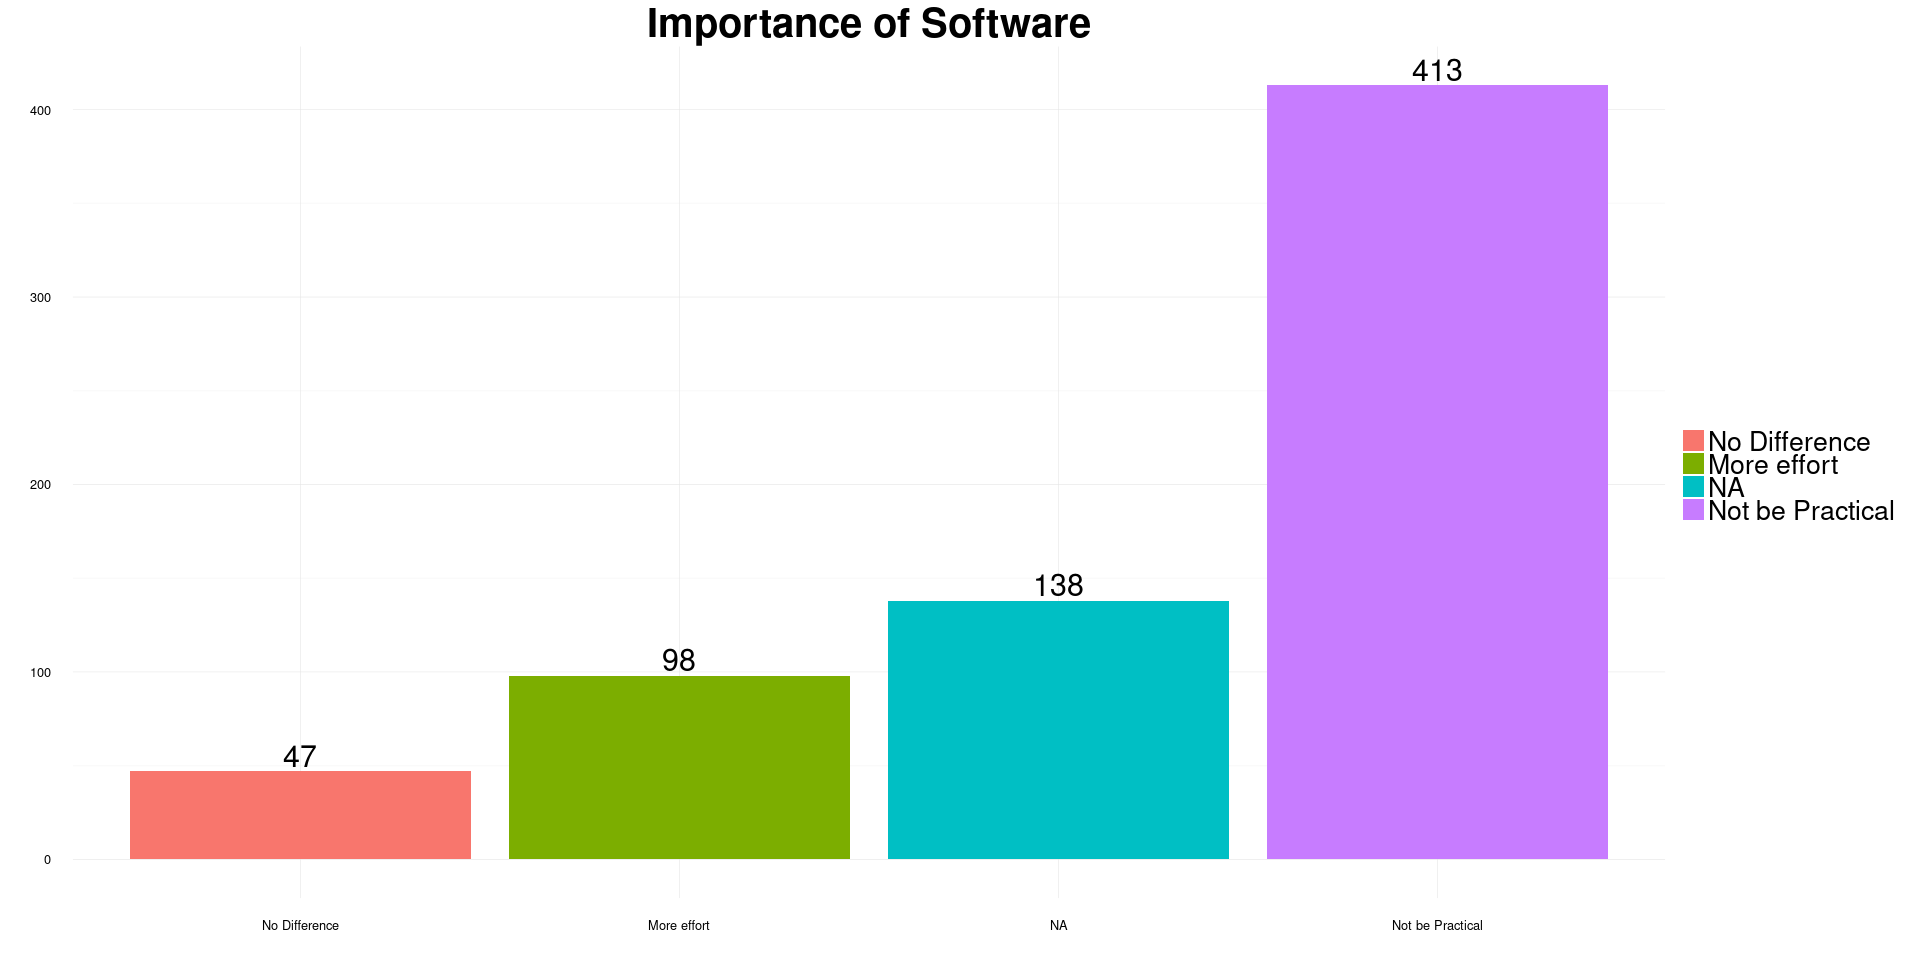 Importance of Software
413
400
300
200
138
100
98
47
0
No Difference
More effort
NA
Not be Practical
No Difference
More effort
NA
Not be Practical